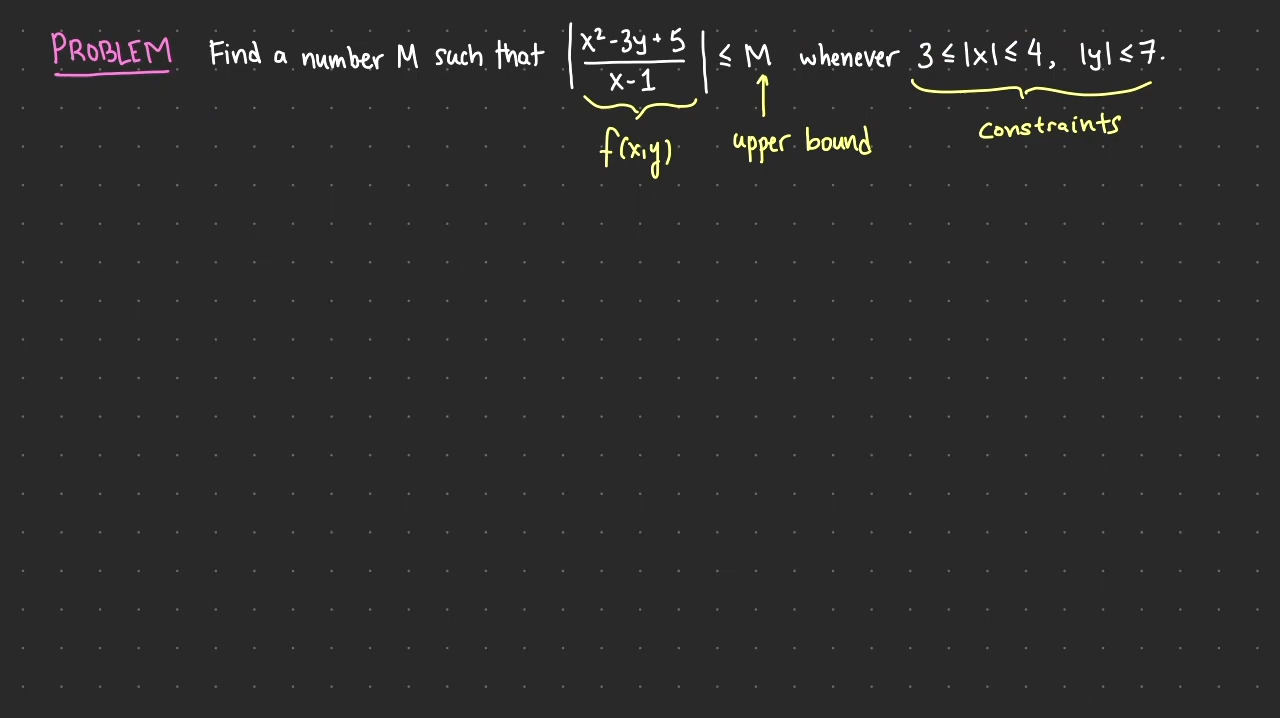 PROBLEM Find a number M such that |x²-3y+5 / x-1| ≤ M whenever 3 ≤ |x| ≤ 4, |y| ≤ 7.
f(x,y) upper bound constraints